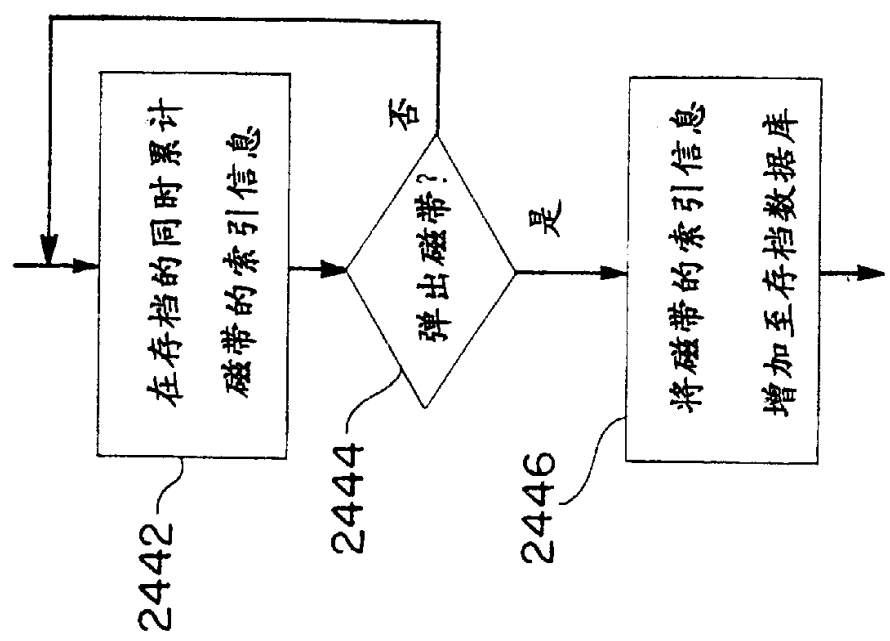 在存档的同时累计
磁带的索引信息
2442
否
弹出磁带?
2444
是
将磁带的索引信息
增加至存档数据库
2446